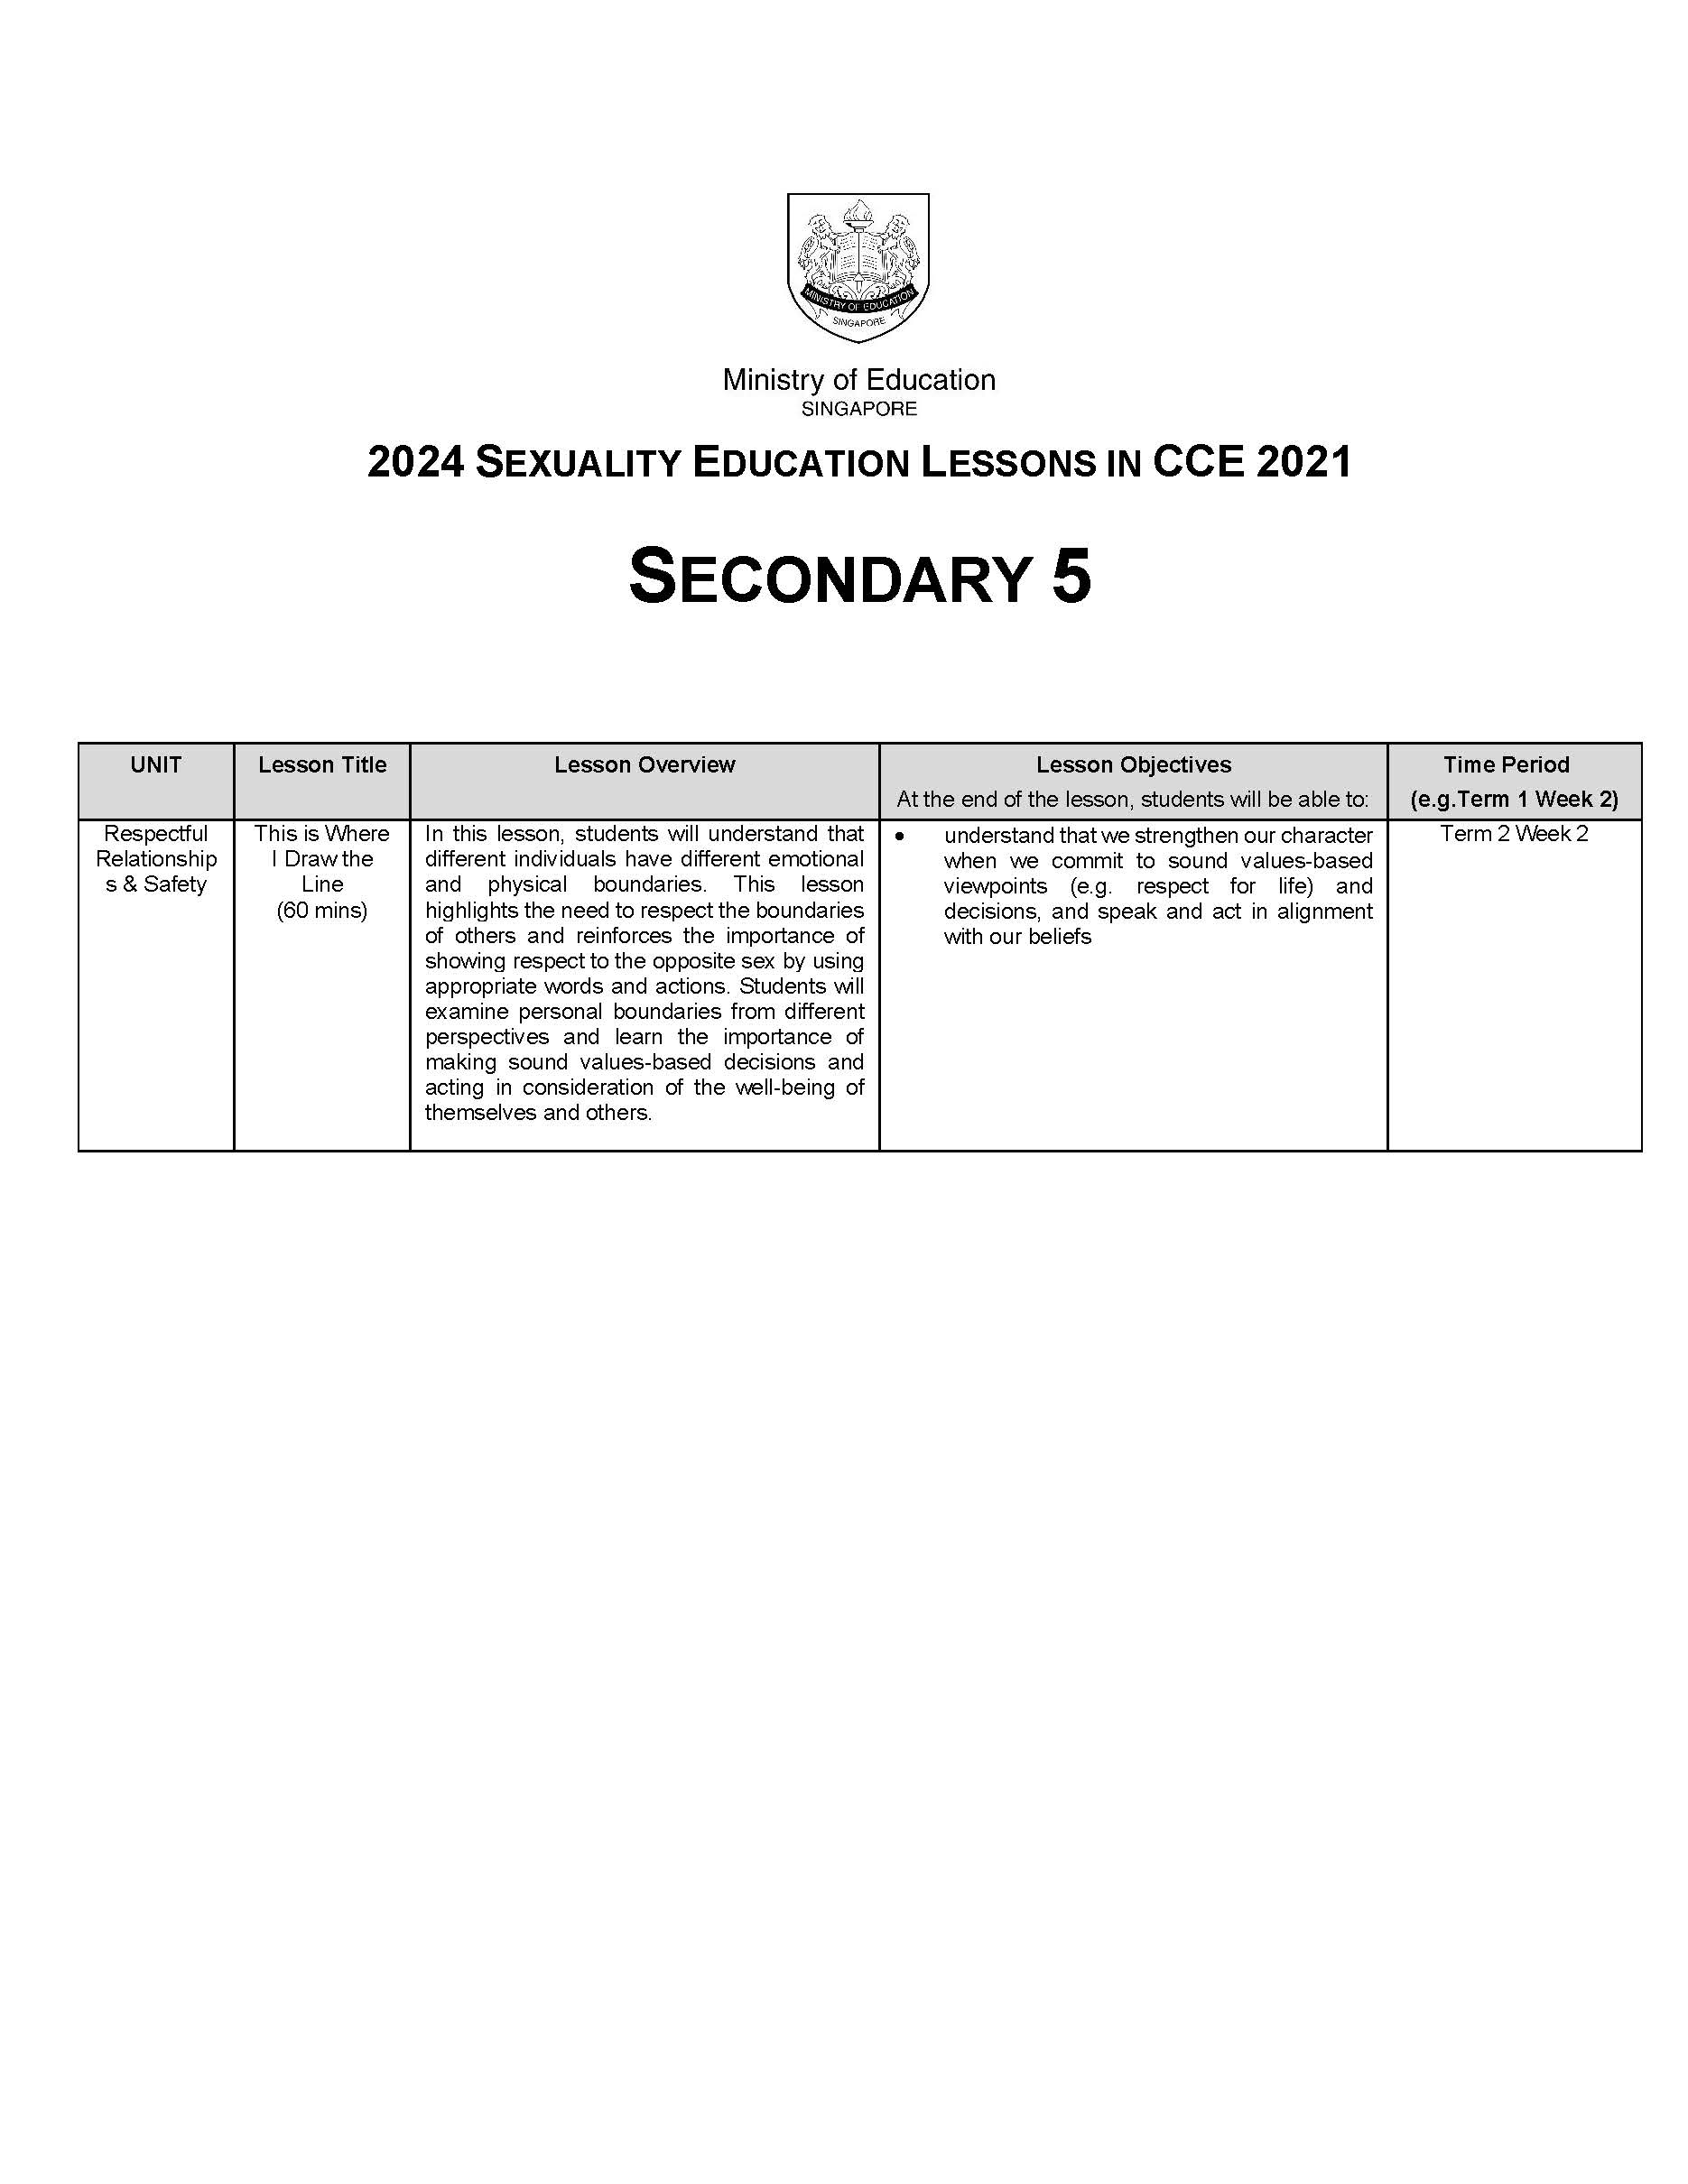 MINISTRY OF EDUCATION
SINGAPORE
Ministry of Education
SINGAPORE
2024 SEXUALITY EDUCATION LESSONS IN CCE 2021
SECONDARY 5
UNIT
Lesson Title
Lesson Overview
Lesson Objectives
At the end of the lesson, students will be able to:
Time Period
(e.g.Term 1 Week 2)
Respectful
Relationship
s & Safety
This is Where
I Draw the
Line
(60 mins)
In this lesson, students will understand that
different individuals have different emotional
and physical boundaries. This lesson
highlights the need to respect the boundaries
of others and reinforces the importance of
showing respect to the opposite sex by using
appropriate words and actions. Students will
examine personal boundaries from different
perspectives and learn the importance of
making sound values-based decisions and
acting in consideration of the well-being of
themselves and others.
• understand that we strengthen our character
when we commit to sound values-based
viewpoints (e.g. respect for life) and
decisions, and speak and act in alignment
with our beliefs
Term 2 Week 2